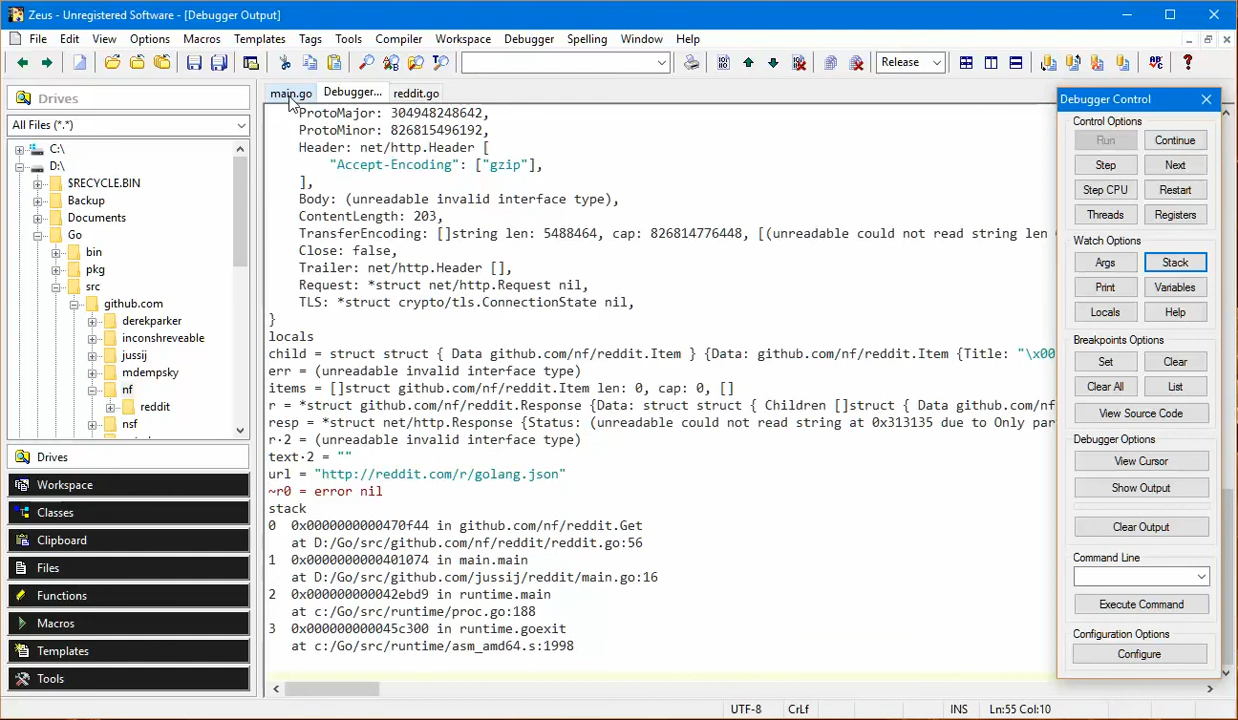 Zeus - Unregistered Software - [Debugger Output]
File Edit View Options Macros Templates Tags Tools Compiler Workspace Debugger Spelling Window Help
Release
Drives
All Files (*.*)
C:\
D:\
$RECYCLE.BIN
Backup
Documents
Go
bin
pkg
src
github.com
derekparker
inconshreveable
jussij
mdempsky
nf
reddit
nsf
Drives
Workspace
Classes
Clipboard
Files
Functions
Macros
Templates
Tools
main.go Debugger... reddit.go
ProtoMajor: 304948248642,
ProtoMinor: 826815496192,
Header: net/http.Header [
"Accept-Encoding": ["gzip"],
],
Body: (unreadable invalid interface type),
ContentLength: 203,
TransferEncoding: []string len: 5488464, cap: 826814776448, [(unreadable could not read string len
Close: false,
Trailer: net/http.Header [],
Request: *struct net/http.Request nil,
TLS: *struct crypto/tls.ConnectionState nil,
}
locals
child = struct struct { Data github.com/nf/reddit.Item } {Data: github.com/nf/reddit.Item {Title: "\x00
err = (unreadable invalid interface type)
items = []struct github.com/nf/reddit.Item len: 0, cap: 0, []
r = *struct github.com/nf/reddit.Response {Data: struct struct { Children []struct { Data github.com/nf
resp = *struct net/http.Response {Status: (unreadable could not read string at 0x313135 due to Only par
r·2 = (unreadable invalid interface type)
text·2 = ""
url = "http://reddit.com/r/golang.json"
~r0 = error nil
stack
0 0x0000000000470f44 in github.com/nf/reddit.Get
at D:/Go/src/github.com/nf/reddit/reddit.go:56
1 0x0000000000401074 in main.main
at D:/Go/src/github.com/jussij/reddit/main.go:16
2 0x000000000042ebd9 in runtime.main
at c:/Go/src/runtime/proc.go:188
3 0x000000000045c300 in runtime.goexit
at c:/Go/src/runtime/asm_amd64.s:1998
Debugger Control
Control Options
Run Continue
Step Next
Step CPU Restart
Threads Registers
Watch Options
Args Stack
Print Variables
Locals Help
Breakpoints Options
Set Clear
Clear All List
View Source Code
Debugger Options
View Cursor
Show Output
Clear Output
Command Line
Execute Command
Configuration Options
Configure
UTF-8 CrLf INS Ln:55 Col:10